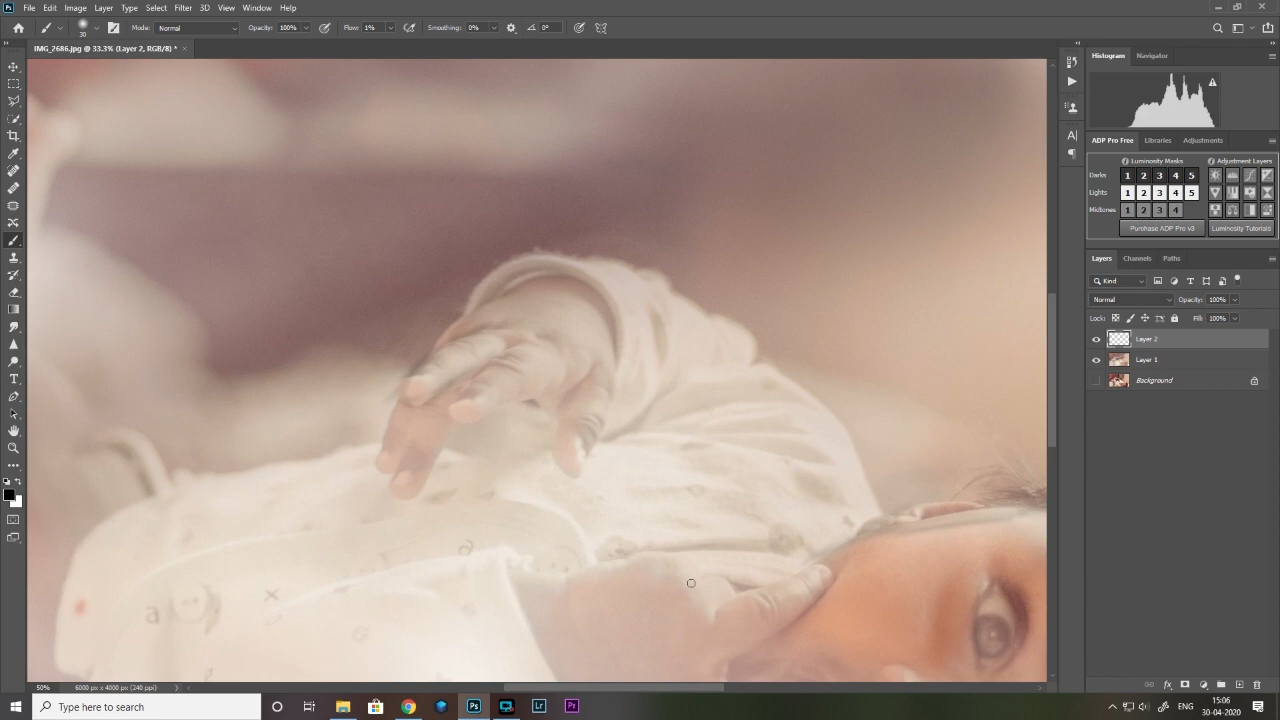 File Edit Image Layer Type Select Filter 3D View Window Help
30 Mode: Normal Opacity: 100% Flow: 1% Smoothing: 0% 0°
IMG_2686.jpg @ 33.3% (Layer 2, RGB/8) * ×
Histogram Navigator
ADP Pro Free Libraries Adjustments
Luminosity Masks Adjustment Layers
Darks 1 2 3 4 5
Lights 1 2 3 4 5
Midtones 1 2 3 4
Purchase ADP Pro v3 Luminosity Tutorials
Layers Channels Paths
Kind
Normal Opacity: 100%
Lock: Fill: 100%
Layer 2
Layer 1
Background
a
a x
50% 6000 px x 4000 px (240 ppi)
Type here to search
Ps Lr Pr
ENG
15:06
30-04-2020